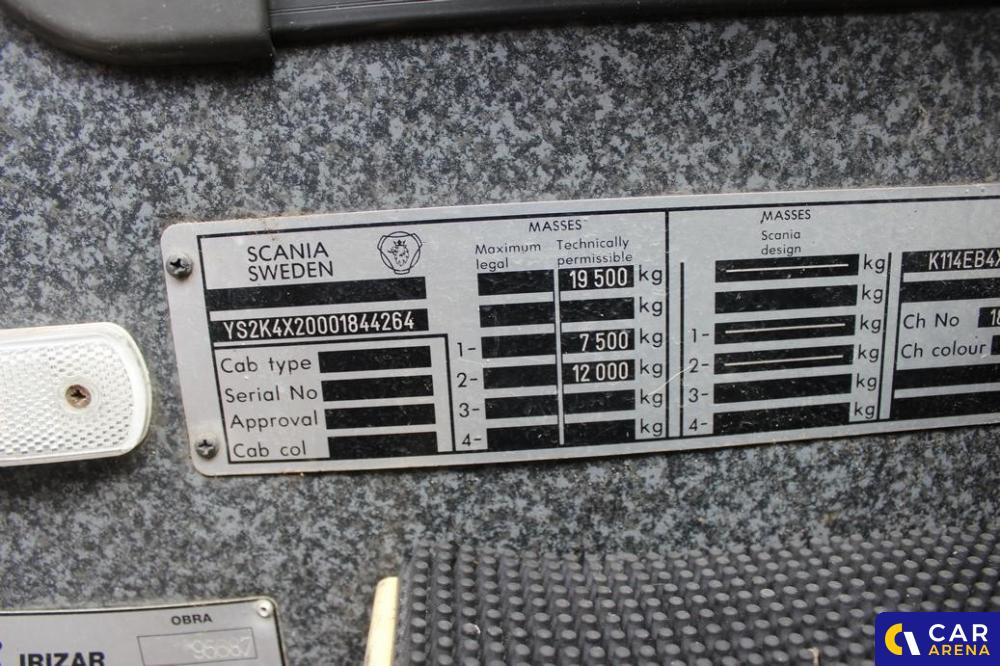 SCANIA
SWEDEN
YS2K4X20001844264
Cab type
Serial No
Approval
Cab col
MASSES
Maximum legal
Technically permissible
19 500 kg
kg
1- 7 500 kg
2- 12 000 kg
3- kg
4- kg
MASSES
Scania design
kg
kg
1- kg
2- kg
3- kg
4- kg
K114EB4X
Ch No 18
Ch colour
OBRA
IRIZAR
CAR
ARENA